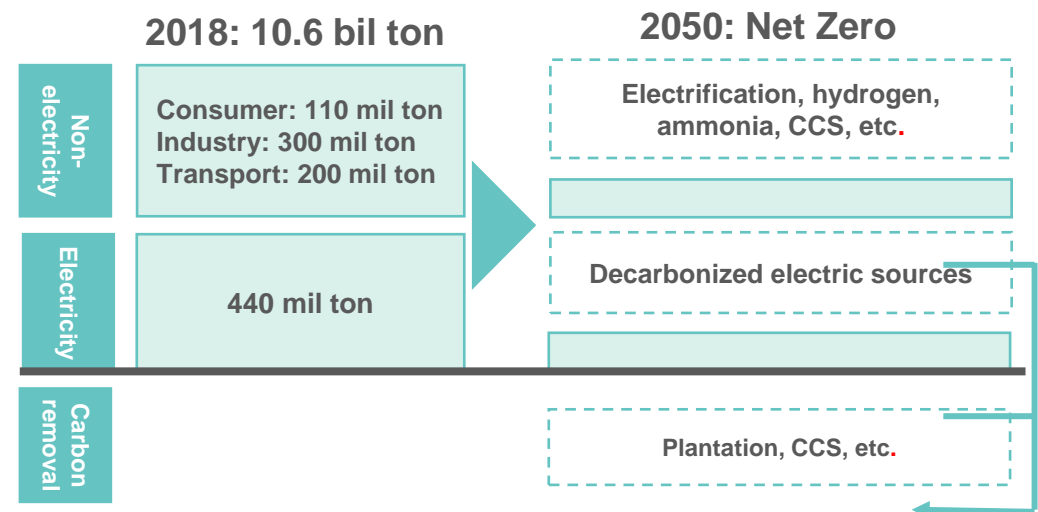 2018: 10.6 bil ton
2050: Net Zero
Non-
electricity
Consumer: 110 mil ton
Industry: 300 mil ton
Transport: 200 mil ton
Electrification, hydrogen,
ammonia, CCS, etc.
Electricity
440 mil ton
Decarbonized electric sources
Carbon
removal
Plantation, CCS, etc.